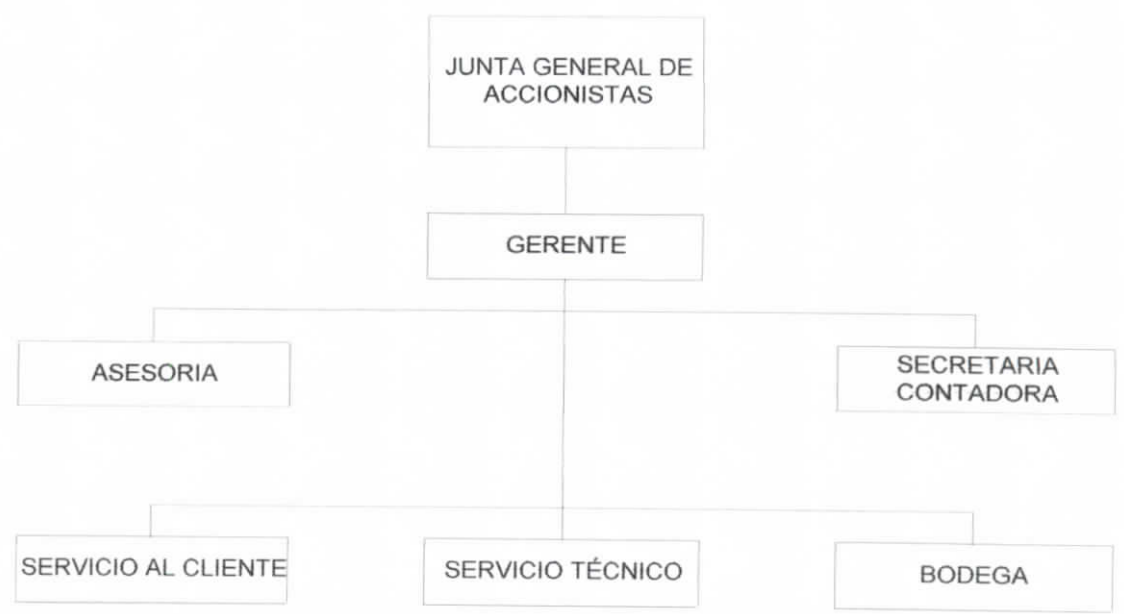 JUNTA GENERAL DE
ACCIONISTAS
GERENTE
ASESORIA
SECRETARIA
CONTADORA
SERVICIO AL CLIENTE
SERVICIO TÉCNICO
BODEGA